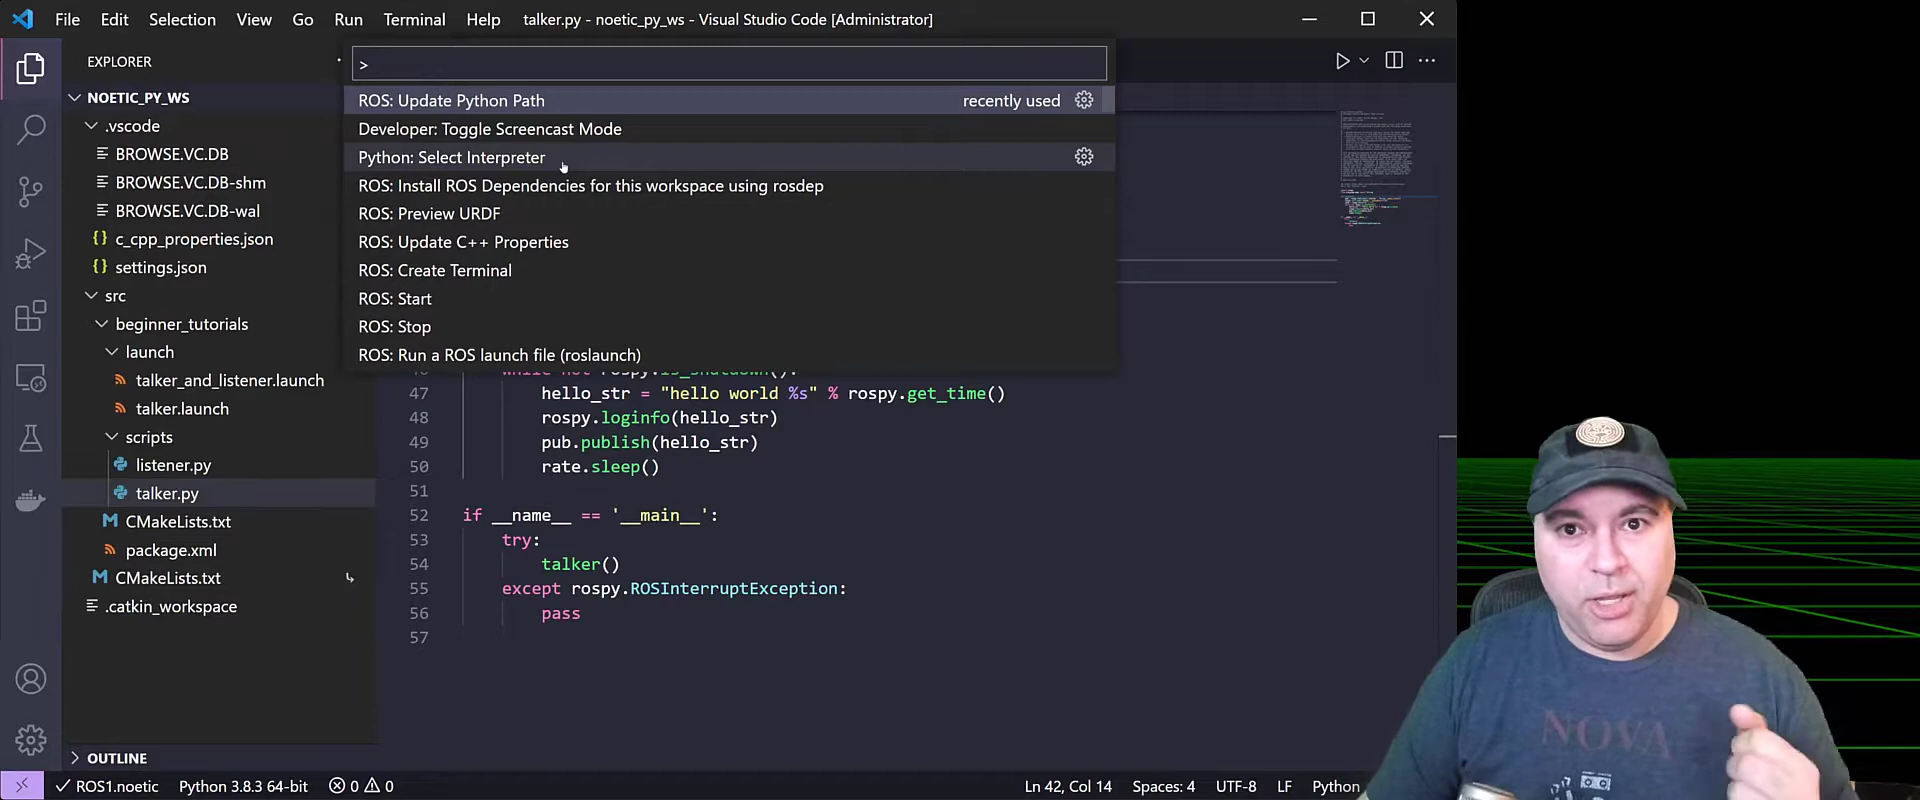 File Edit Selection View Go Run Terminal Help talker.py - noetic_py_ws - Visual Studio Code [Administrator]
EXPLORER
>
NOETIC_PY_WS
.vscode
BROWSE.VC.DB
BROWSE.VC.DB-shm
BROWSE.VC.DB-wal
c_cpp_properties.json
settings.json
src
beginner_tutorials
launch
talker_and_listener.launch
talker.launch
scripts
listener.py
talker.py
CMakeLists.txt
package.xml
CMakeLists.txt
.catkin_workspace
OUTLINE
ROS: Update Python Path recently used
Developer: Toggle Screencast Mode
Python: Select Interpreter
ROS: Install ROS Dependencies for this workspace using rosdep
ROS: Preview URDF
ROS: Update C++ Properties
ROS: Create Terminal
ROS: Start
ROS: Stop
ROS: Run a ROS launch file (roslaunch)
46 while not rospy.is_shutdown():
47 hello_str = "hello world %s" % rospy.get_time()
48 rospy.loginfo(hello_str)
49 pub.publish(hello_str)
50 rate.sleep()
51
52 if __name__ == '__main__':
53 try:
54 talker()
55 except rospy.ROSInterruptException:
56 pass
57
ROS1.noetic Python 3.8.3 64-bit 0 0 Ln 42, Col 14 Spaces: 4 UTF-8 LF Python
NOVA